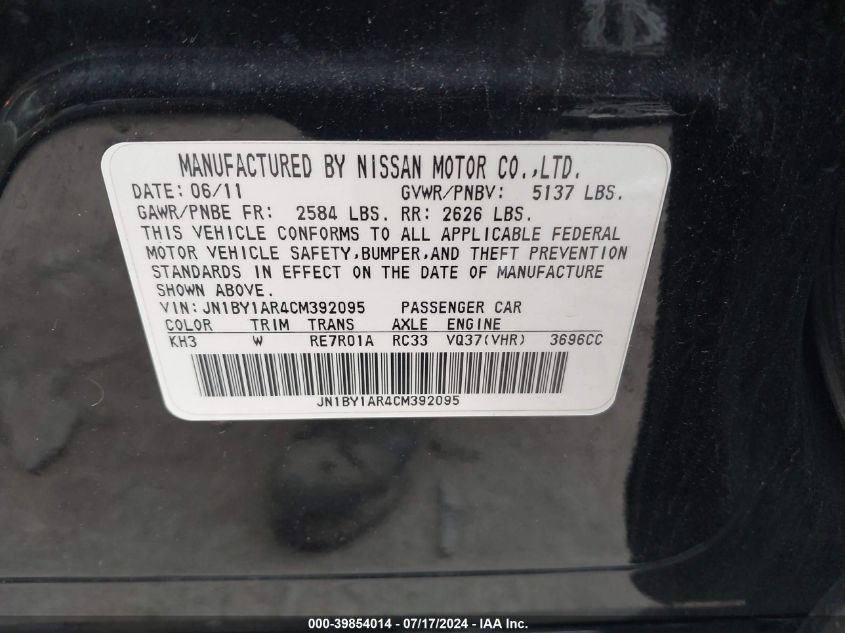 MANUFACTURED BY NISSAN MOTOR CO.,LTD.
DATE: 06/11 GVWR/PNBV: 5137 LBS.
GAWR/PNBE FR: 2584 LBS. RR: 2626 LBS.
THIS VEHICLE CONFORMS TO ALL APPLICABLE FEDERAL
MOTOR VEHICLE SAFETY,BUMPER,AND THEFT PREVENTION
STANDARDS IN EFFECT ON THE DATE OF MANUFACTURE
SHOWN ABOVE.
VIN: JN1BY1AR4CM392095 PASSENGER CAR
COLOR TRIM TRANS AXLE ENGINE
KH3 W RE7R01A RC33 VQ37(VHR) 3696CC
JN1BY1AR4CM392095
000-39854014 - 07/17/2024 - www.iaai.com